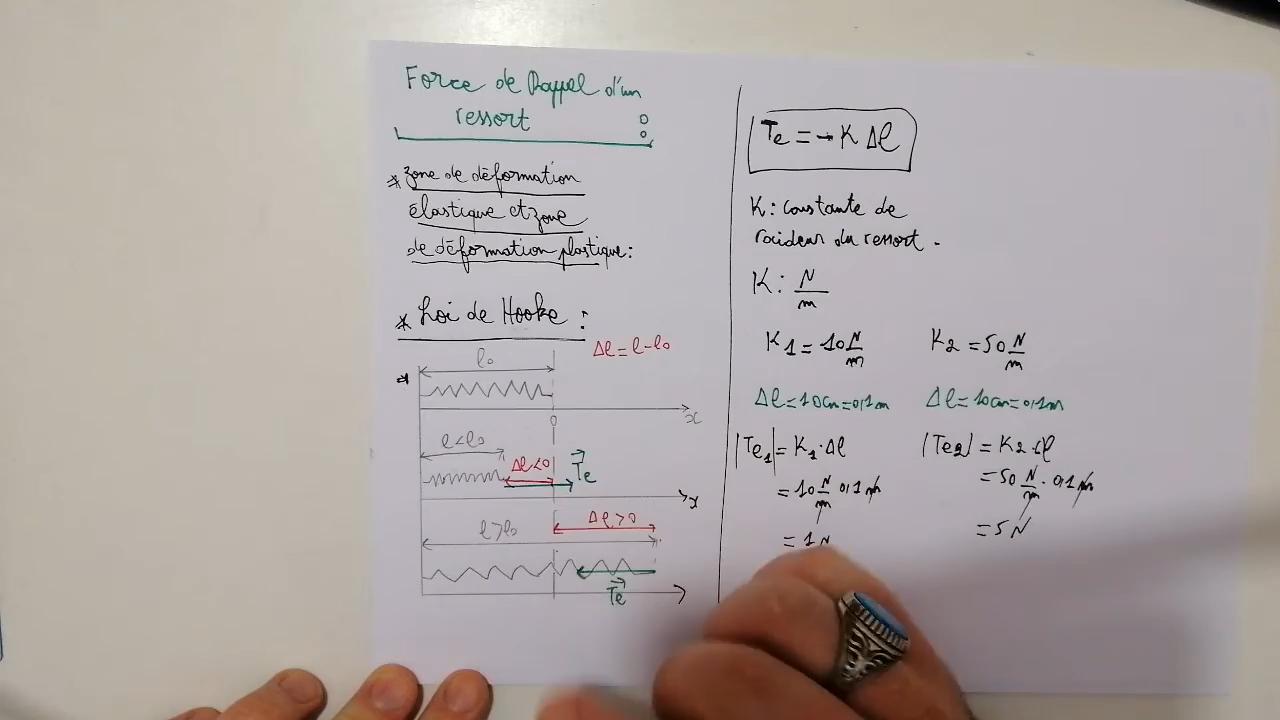 Force de Rappel d'un
ressort :
* zone de déformation
élastique et zone
de déformation plastique :
* Loi de Hooke :
Δl = l - l0
l0
x
0
l < l0
Δl < 0
Te
x
l > l0
Δl > 0
Te
Te = - K Δl
K : constante de
raideur du ressort .
K : N/m
K1 = 10 N/m
Δl = 10cm = 0,1m
|Te1| = K1 · Δl
= 10 N/m · 0,1 m
= 1 N
K2 = 50 N/m
Δl = 10cm = 0,1m
|Te2| = K2 · Δl
= 50 N/m · 0,1 m
= 5 N